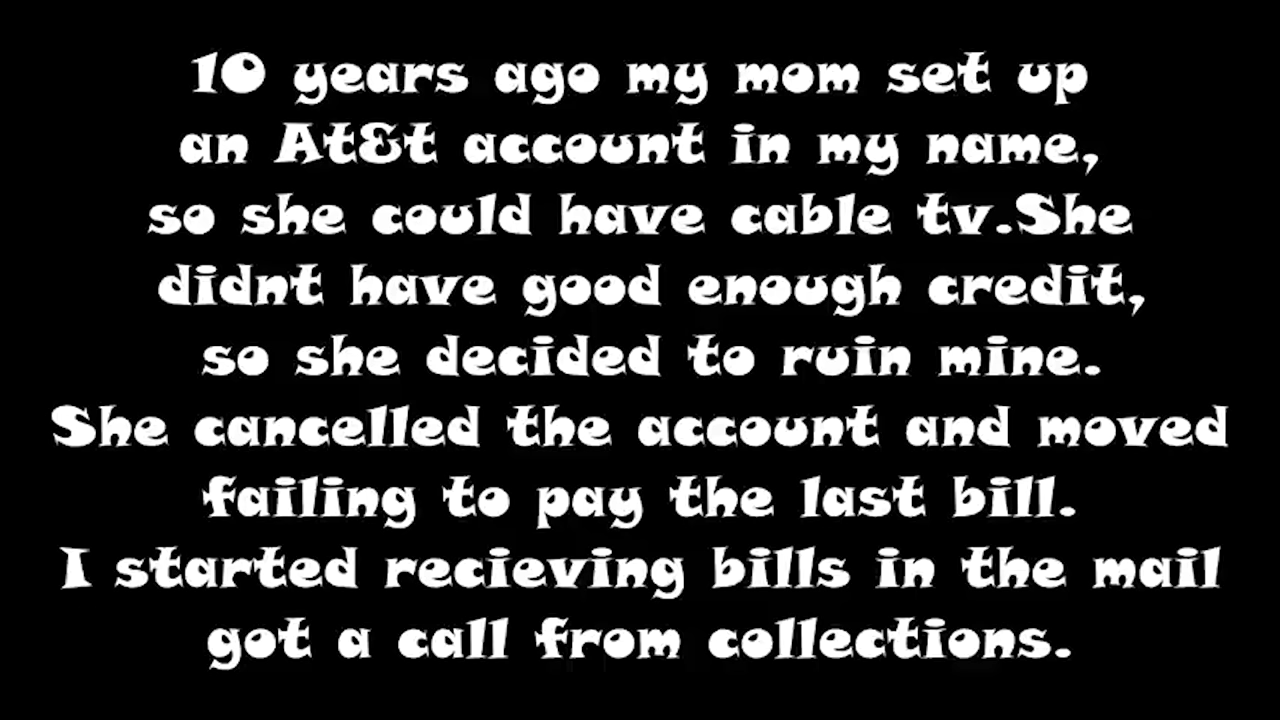 10 years ago my mom set up
an At&t account in my name,
so she could have cable tv.She
didnt have good enough credit,
so she decided to ruin mine.
She cancelled the account and moved
failing to pay the last bill.
I started recieving bills in the mail
got a call from collections.